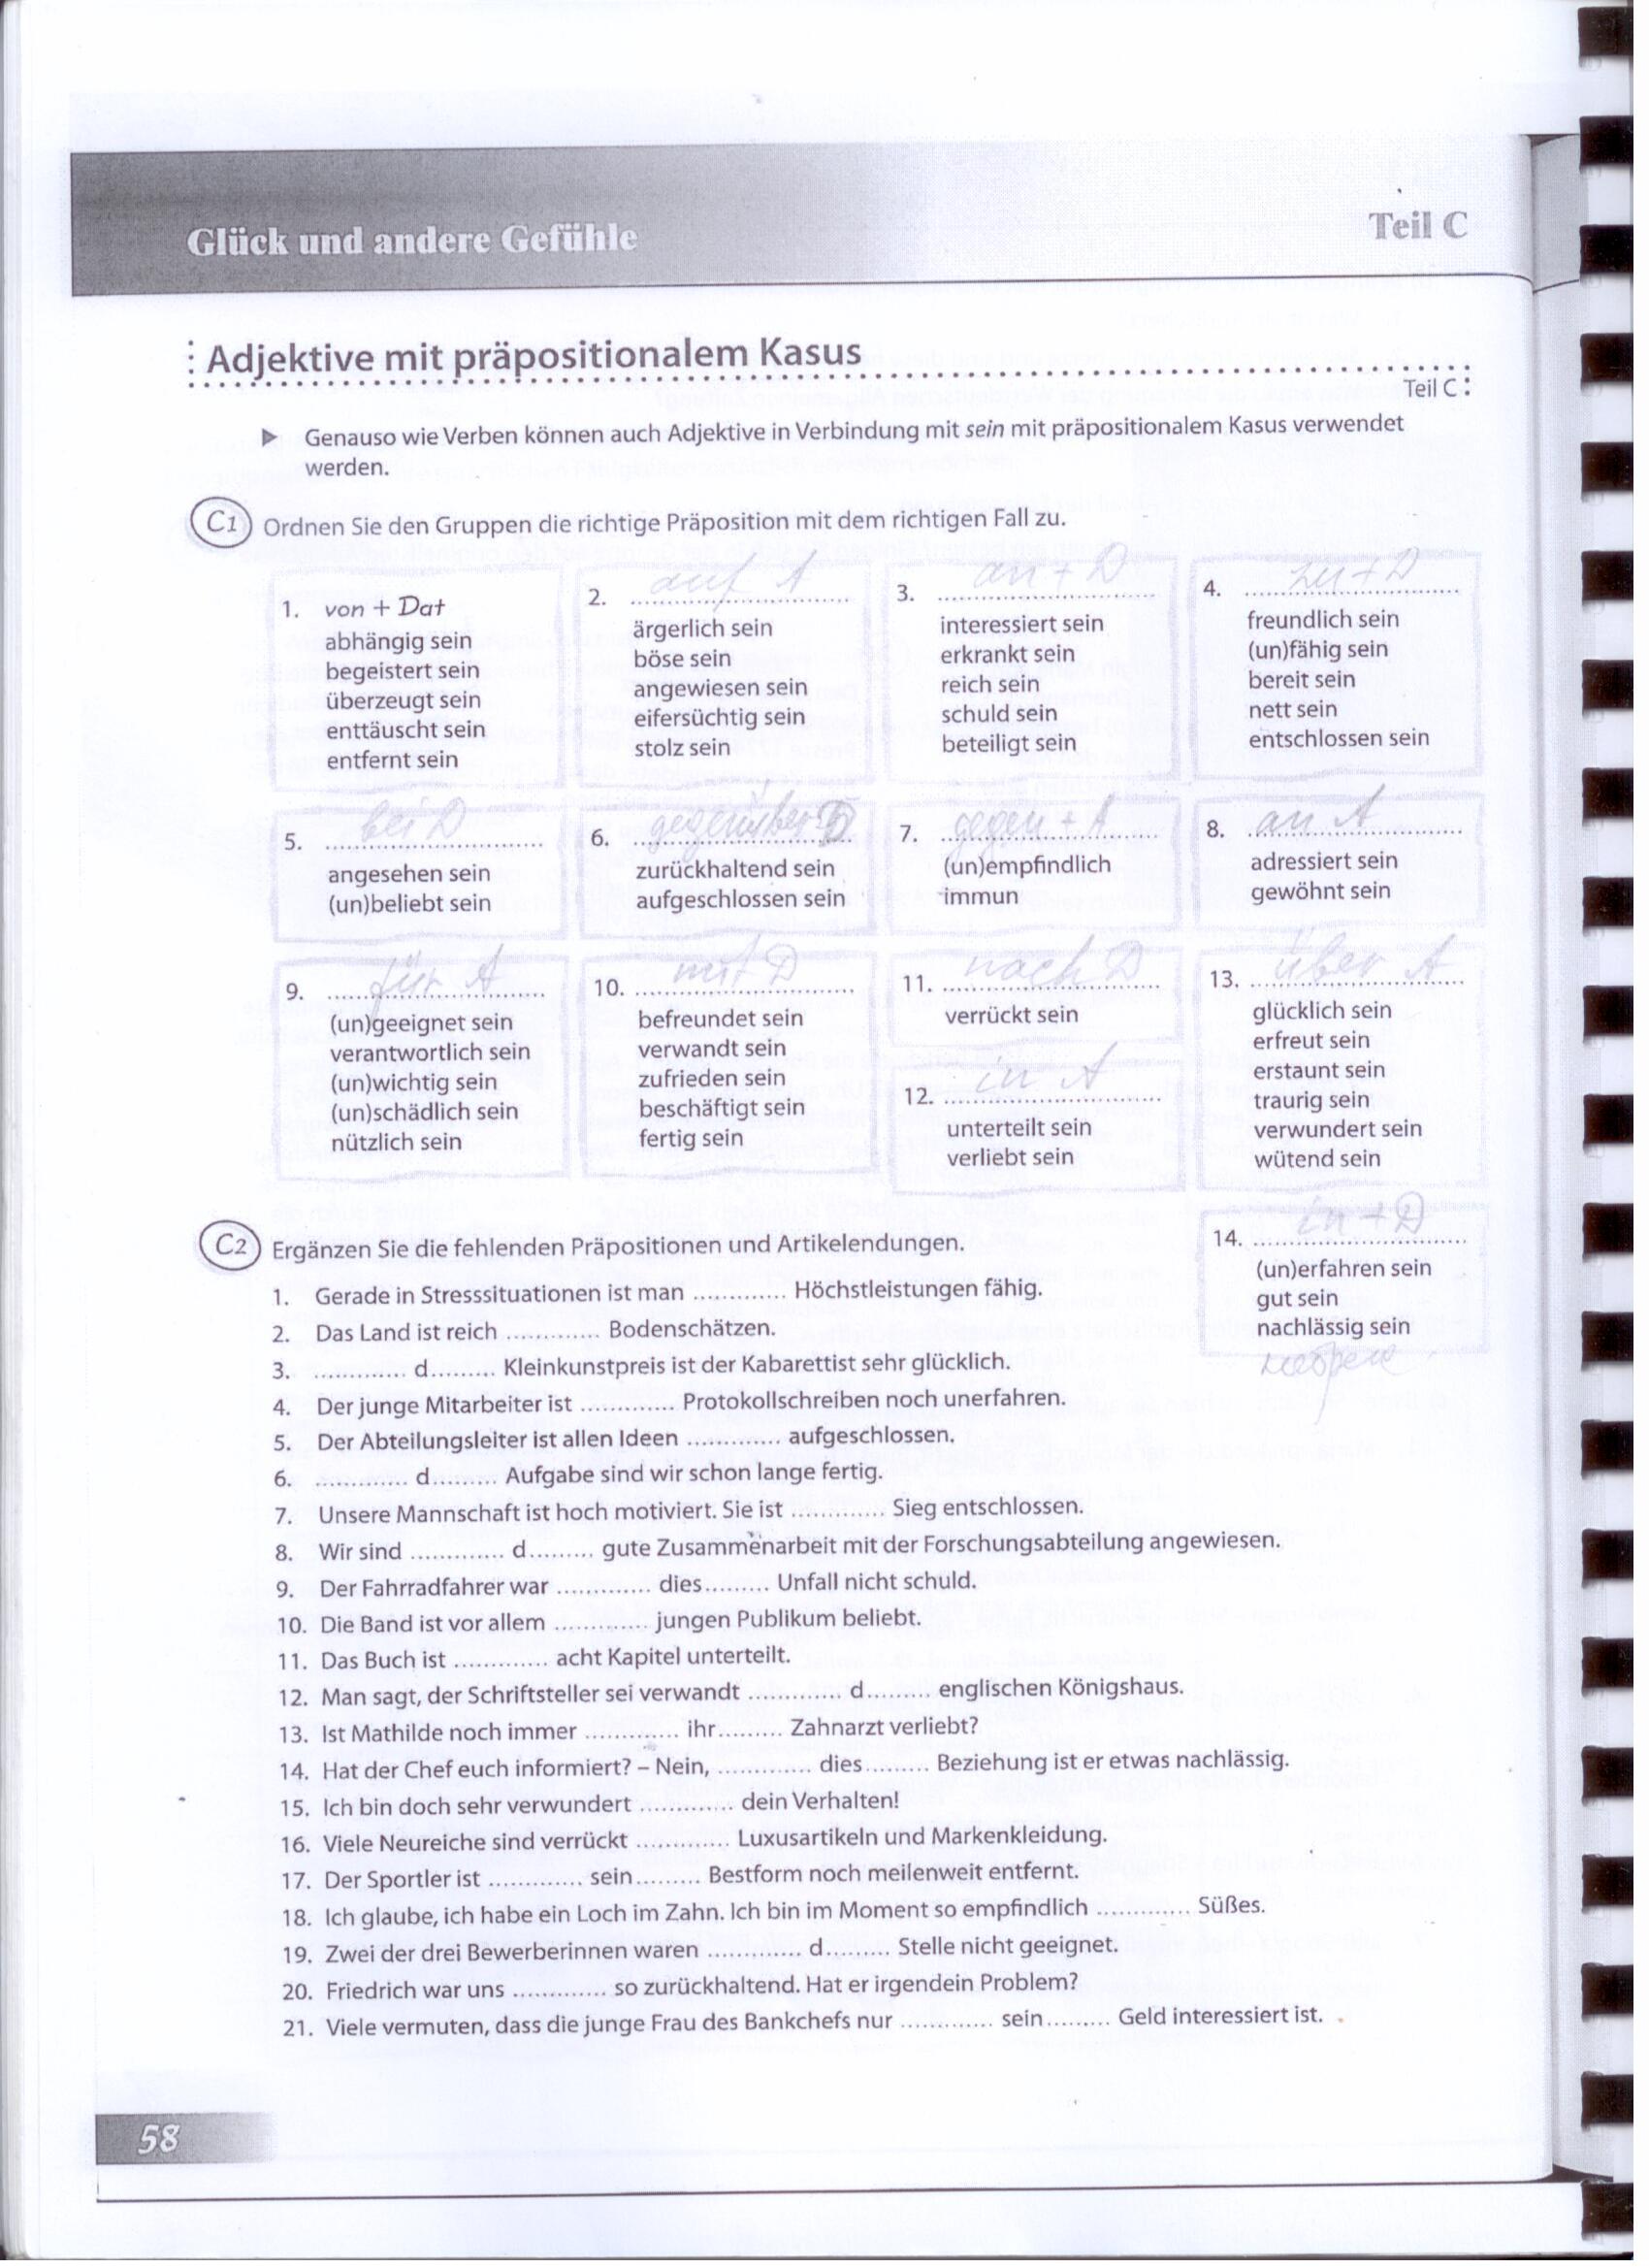 Glück und andere Gefühle
Teil C
Adjektive mit präpositionalem Kasus
Teil C
Genauso wie Verben können auch Adjektive in Verbindung mit sein mit präpositionalem Kasus verwendet
werden.
C1 Ordnen Sie den Gruppen die richtige Präposition mit dem richtigen Fall zu.
1. von + Dat
abhängig sein
begeistert sein
überzeugt sein
enttäuscht sein
entfernt sein
2. auf A
ärgerlich sein
böse sein
angewiesen sein
eifersüchtig sein
stolz sein
3. an + D
interessiert sein
erkrankt sein
reich sein
schuld sein
beteiligt sein
4. zu + D
freundlich sein
(un)fähig sein
bereit sein
nett sein
entschlossen sein
5. bei D
angesehen sein
(un)beliebt sein
6. gegenüber D
zurückhaltend sein
aufgeschlossen sein
7. gegen + A
(un)empfindlich
immun
8. an A
adressiert sein
gewöhnt sein
9. für A
(un)geeignet sein
verantwortlich sein
(un)wichtig sein
(un)schädlich sein
nützlich sein
10. mit D
befreundet sein
verwandt sein
zufrieden sein
beschäftigt sein
fertig sein
11. nach D
verrückt sein
12. in A
unterteilt sein
verliebt sein
13. über A
glücklich sein
erfreut sein
erstaunt sein
traurig sein
verwundert sein
wütend sein
14. in + D
(un)erfahren sein
gut sein
nachlässig sein
C2 Ergänzen Sie die fehlenden Präpositionen und Artikelendungen.
1. Gerade in Stresssituationen ist man ............. Höchstleistungen fähig.
2. Das Land ist reich ............. Bodenschätzen.
3. ............. d......... Kleinkunstpreis ist der Kabarettist sehr glücklich.
4. Der junge Mitarbeiter ist ............. Protokollschreiben noch unerfahren.
5. Der Abteilungsleiter ist allen Ideen ............. aufgeschlossen.
6. ............. d......... Aufgabe sind wir schon lange fertig.
7. Unsere Mannschaft ist hoch motiviert. Sie ist ............. Sieg entschlossen.
8. Wir sind ............. d......... gute Zusammenarbeit mit der Forschungsabteilung angewiesen.
9. Der Fahrradfahrer war ............. dies......... Unfall nicht schuld.
10. Die Band ist vor allem ............. jungen Publikum beliebt.
11. Das Buch ist ............. acht Kapitel unterteilt.
12. Man sagt, der Schriftsteller sei verwandt ............. d......... englischen Königshaus.
13. Ist Mathilde noch immer ............. ihr......... Zahnarzt verliebt?
14. Hat der Chef euch informiert? – Nein, ............. dies......... Beziehung ist er etwas nachlässig.
15. Ich bin doch sehr verwundert ............. dein Verhalten!
16. Viele Neureiche sind verrückt ............. Luxusartikeln und Markenkleidung.
17. Der Sportler ist ............. sein......... Bestform noch meilenweit entfernt.
18. Ich glaube, ich habe ein Loch im Zahn. Ich bin im Moment so empfindlich ............. Süßes.
19. Zwei der drei Bewerberinnen waren ............. d......... Stelle nicht geeignet.
20. Friedrich war uns ............. so zurückhaltend. Hat er irgendein Problem?
21. Viele vermuten, dass die junge Frau des Bankchefs nur ............. sein......... Geld interessiert ist.
58